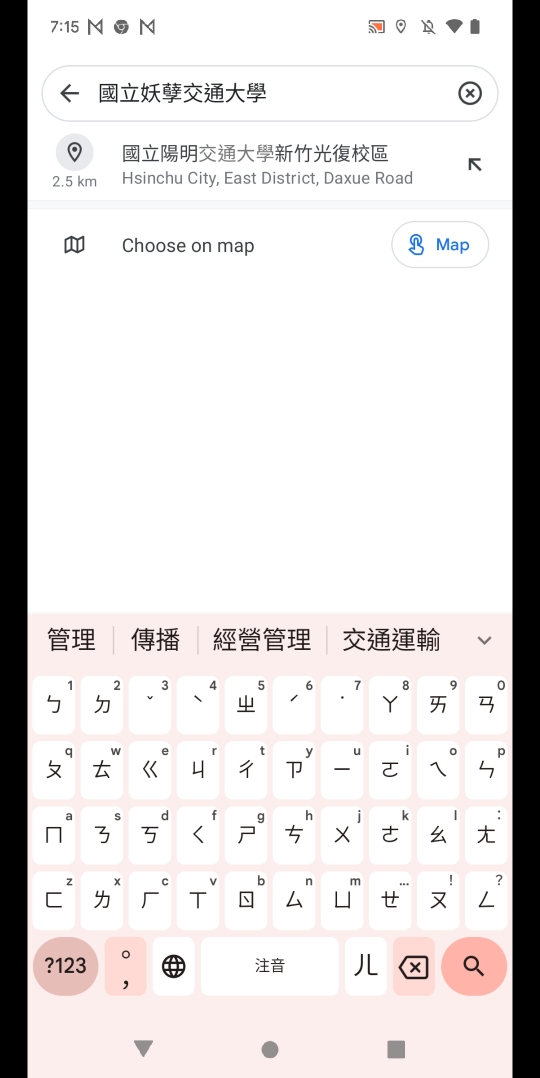 7:15
國立妖孽交通大學
國立陽明交通大學新竹光復校區
2.5 km
Hsinchu City, East District, Daxue Road
Choose on map
Map
管理 傳播 經營管理 交通運輸
1 2 3 4 5 6 7 8 9 0
ㄅ ㄉ ˇ ˋ ㄓ ˊ ˙ ㄚ ㄞ ㄢ
q w e r t y u i o p
ㄆ ㄊ ㄍ ㄐ ㄔ ㄗ ㄧ ㄛ ㄟ ㄣ
a s d f g h j k l :
ㄇ ㄋ ㄎ ㄑ ㄕ ㄘ ㄨ ㄜ ㄠ ㄤ
z x c v b n m ... ! ?
ㄈ ㄌ ㄏ ㄒ ㄖ ㄙ ㄩ ㄝ ㄡ ㄥ
?123 ° , 注音 ㄦ